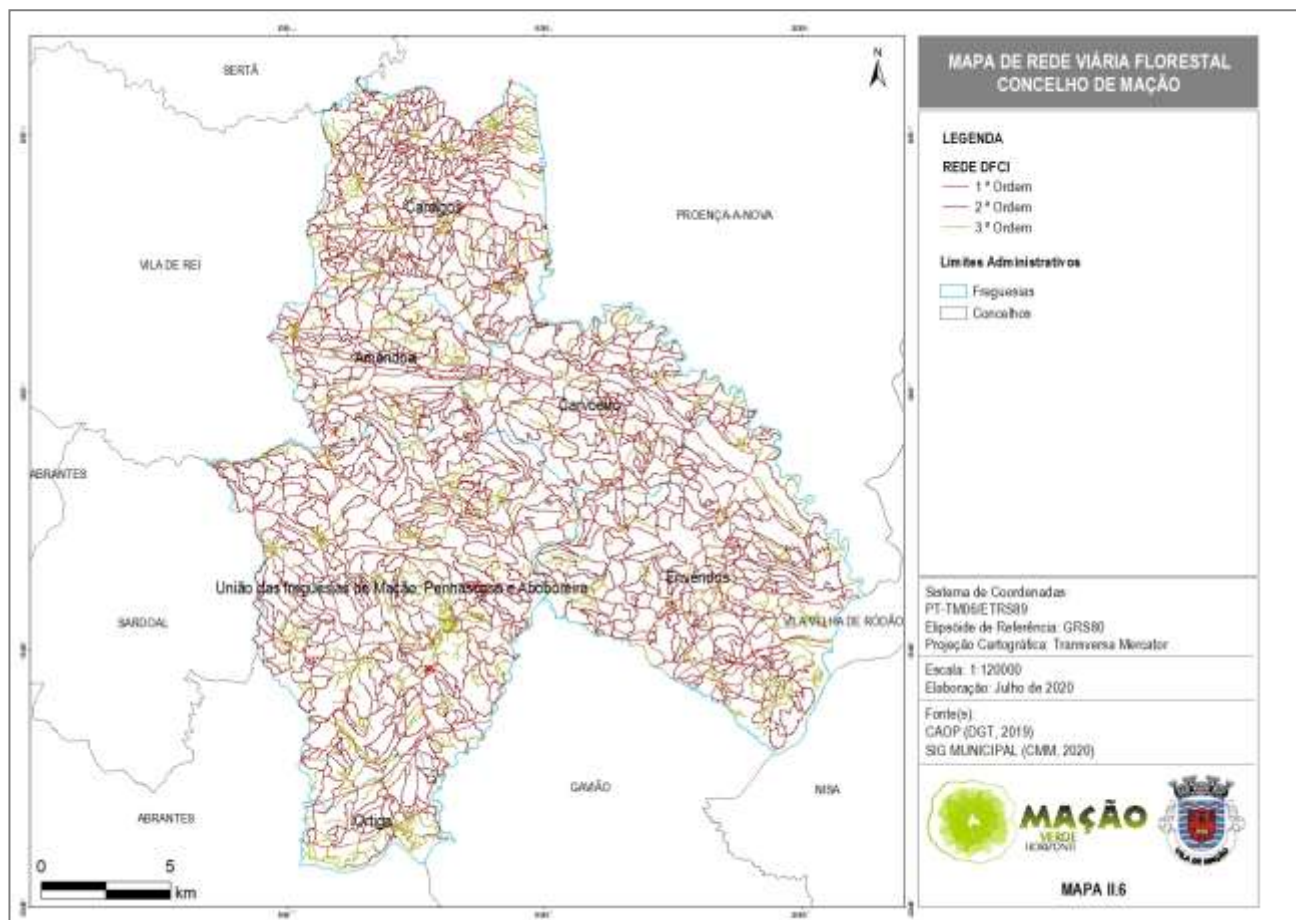 MAPA DE REDE VIÁRIA FLORESTAL
CONCELHO DE MAÇÃO
N
SERTÃ
PROENÇA-A-NOVA
VILA DE REI
Cardigos
Amêndoa
Carvoeiro
ABRANTES
União das freguesias de Mação, Penhascoso e Aboboreira
Envendos
SARDOAL
VILA VELHA DE RÓDÃO
GAVIÃO
NISA
ABRANTES
Ortiga
0 5
km
LEGENDA
REDE DFCI
1 ª Ordem
2 ª Ordem
3 ª Ordem
Limites Administrativos
Freguesias
Concelhos
Sistema de Coordenadas
PT-TM06/ETRS89
Elipsóide de Referência: GRS80
Projeção Cartográfica: Transversa Mercator
Escala: 1:120000
Elaboração: Julho de 2020
Fonte(s):
CAOP (DGT, 2019)
SIG MUNICIPAL (CMM, 2020)
MAÇÃO
VERDE
HORIZONTE
VILA DE MAÇÃO
MAPA II.6